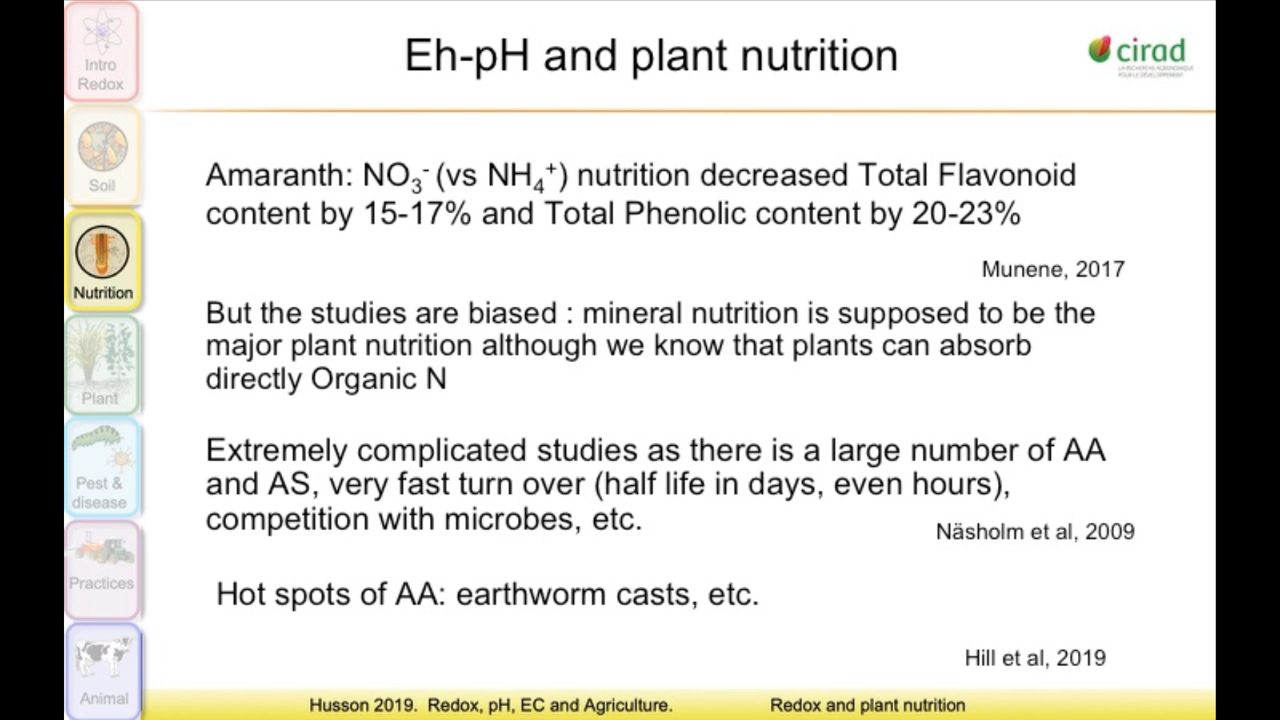 Eh-pH and plant nutrition
cirad
LA RECHERCHE AGRONOMIQUE
POUR LE DÉVELOPPEMENT
Intro
Redox
Soil
Nutrition
Plant
Pest &
disease
Practices
Animal
Amaranth: NO₃⁻ (vs NH₄⁺) nutrition decreased Total Flavonoid
content by 15-17% and Total Phenolic content by 20-23%
Munene, 2017
But the studies are biased : mineral nutrition is supposed to be the
major plant nutrition although we know that plants can absorb
directly Organic N
Extremely complicated studies as there is a large number of AA
and AS, very fast turn over (half life in days, even hours),
competition with microbes, etc.
Näsholm et al, 2009
Hot spots of AA: earthworm casts, etc.
Hill et al, 2019
Husson 2019. Redox, pH, EC and Agriculture.
Redox and plant nutrition